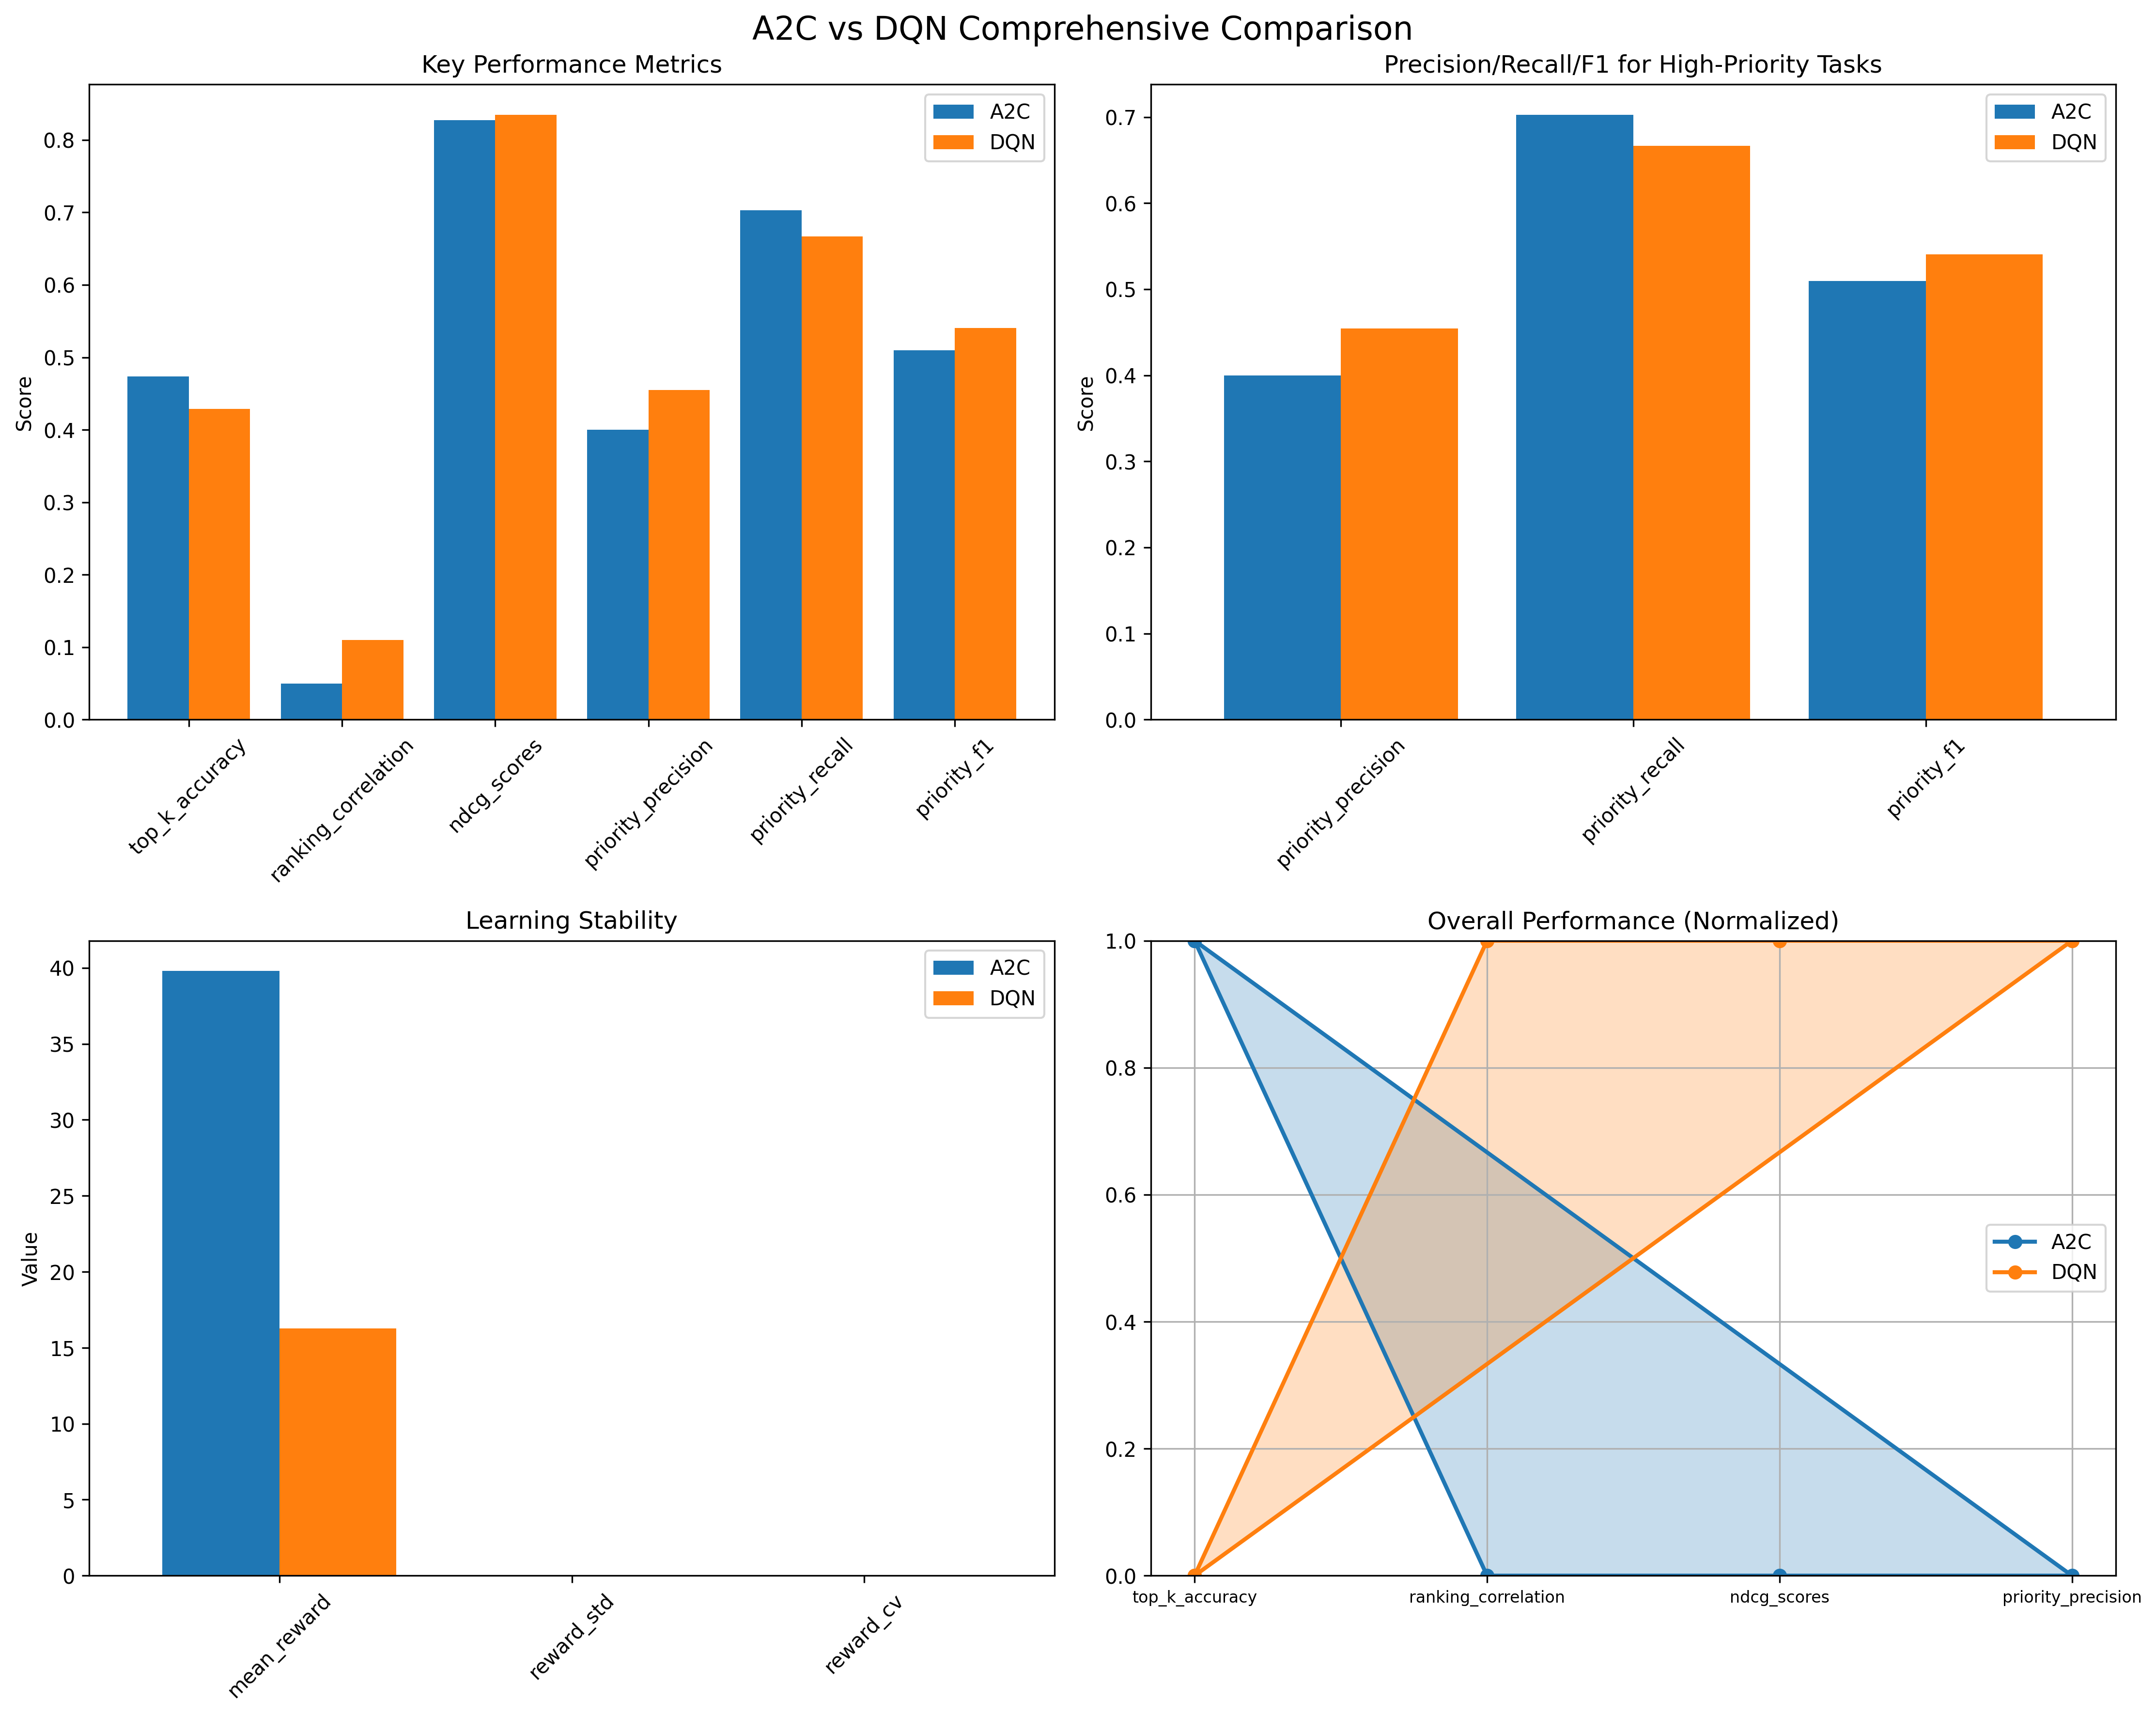 A2C vs DQN Comprehensive Comparison
Key Performance Metrics
Score
0.8
0.7
0.6
0.5
0.4
0.3
0.2
0.1
0.0
A2C
DQN
top_k_accuracy
ranking_correlation
ndcg_scores
priority_precision
priority_recall
priority_f1
Precision/Recall/F1 for High-Priority Tasks
Score
0.7
0.6
0.5
0.4
0.3
0.2
0.1
0.0
A2C
DQN
priority_precision
priority_recall
priority_f1
Learning Stability
Value
40
35
30
25
20
15
10
5
0
A2C
DQN
mean_reward
reward_std
reward_cv
Overall Performance (Normalized)
1.0
0.8
0.6
0.4
0.2
0.0
A2C
DQN
top_k_accuracy
ranking_correlation
ndcg_scores
priority_precision